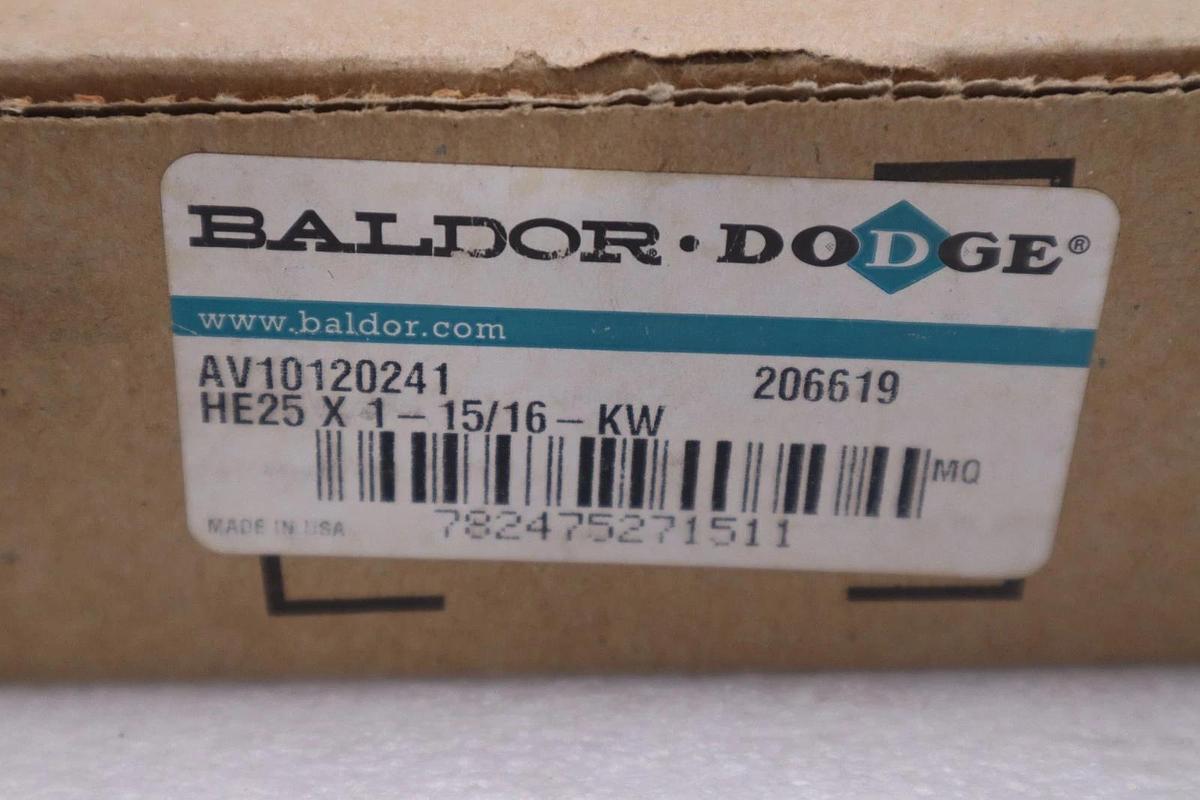 BALDOR • DODGE®
www.baldor.com
AV10120241 206619
HE25 X 1-15/16-KW
MQ
MADE IN USA 782475271511